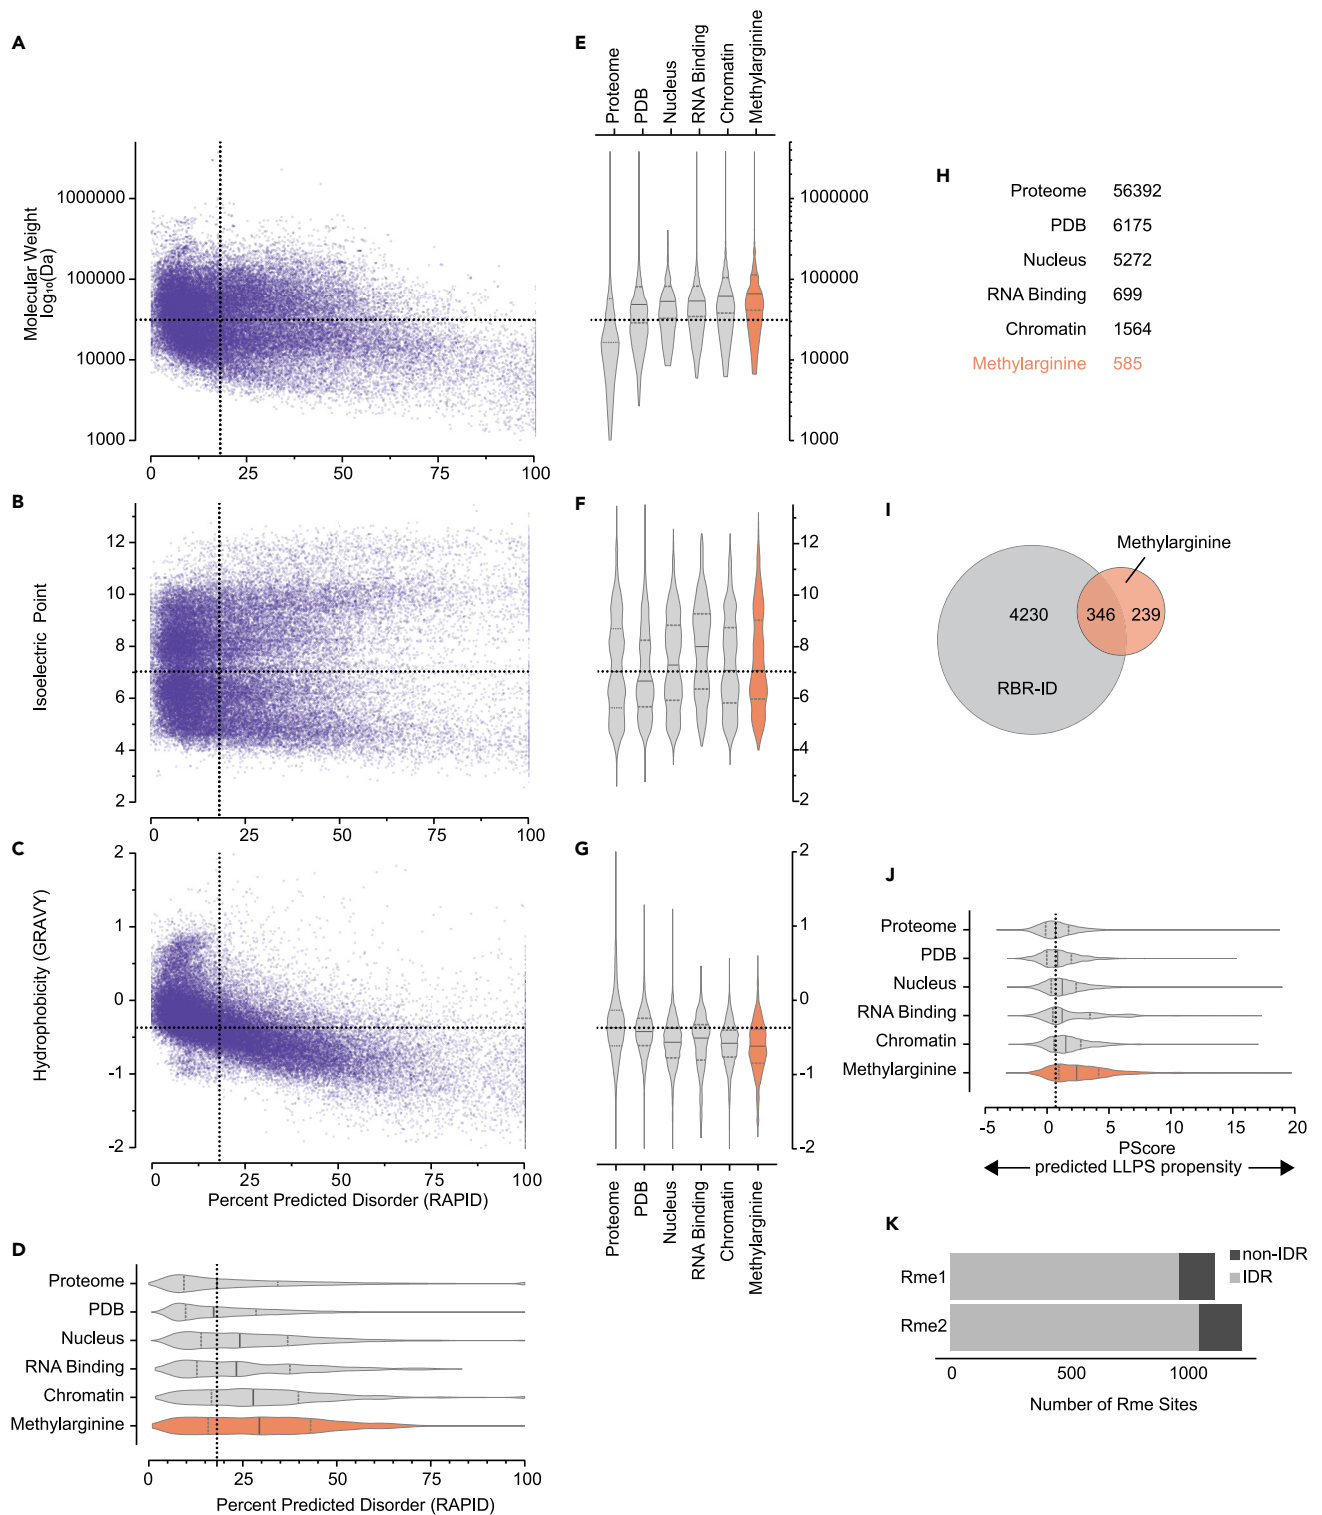 A
Molecular Weight
log₁₀(Da)
1000000
100000
10000
1000
0
25
50
75
100
E
Proteome
PDB
Nucleus
RNA Binding
Chromatin
Methylarginine
1000000
100000
10000
1000
H
Proteome 56392
PDB 6175
Nucleus 5272
RNA Binding 699
Chromatin 1564
Methylarginine 585
B
Isoelectric Point
12
10
8
6
4
2
0
25
50
75
100
F
12
10
8
6
4
2
I
Methylarginine
4230
346
239
RBR-ID
C
Hydrophobicity (GRAVY)
2
1
0
-1
-2
0
25
50
75
100
Percent Predicted Disorder (RAPID)
G
2
1
0
-1
-2
Proteome
PDB
Nucleus
RNA Binding
Chromatin
Methylarginine
J
Proteome
PDB
Nucleus
RNA Binding
Chromatin
Methylarginine
-5
0
5
10
15
20
PScore
predicted LLPS propensity
D
Proteome
PDB
Nucleus
RNA Binding
Chromatin
Methylarginine
0
25
50
75
100
Percent Predicted Disorder (RAPID)
K
Rme1
Rme2
non-IDR
IDR
0
500
1000
Number of Rme Sites